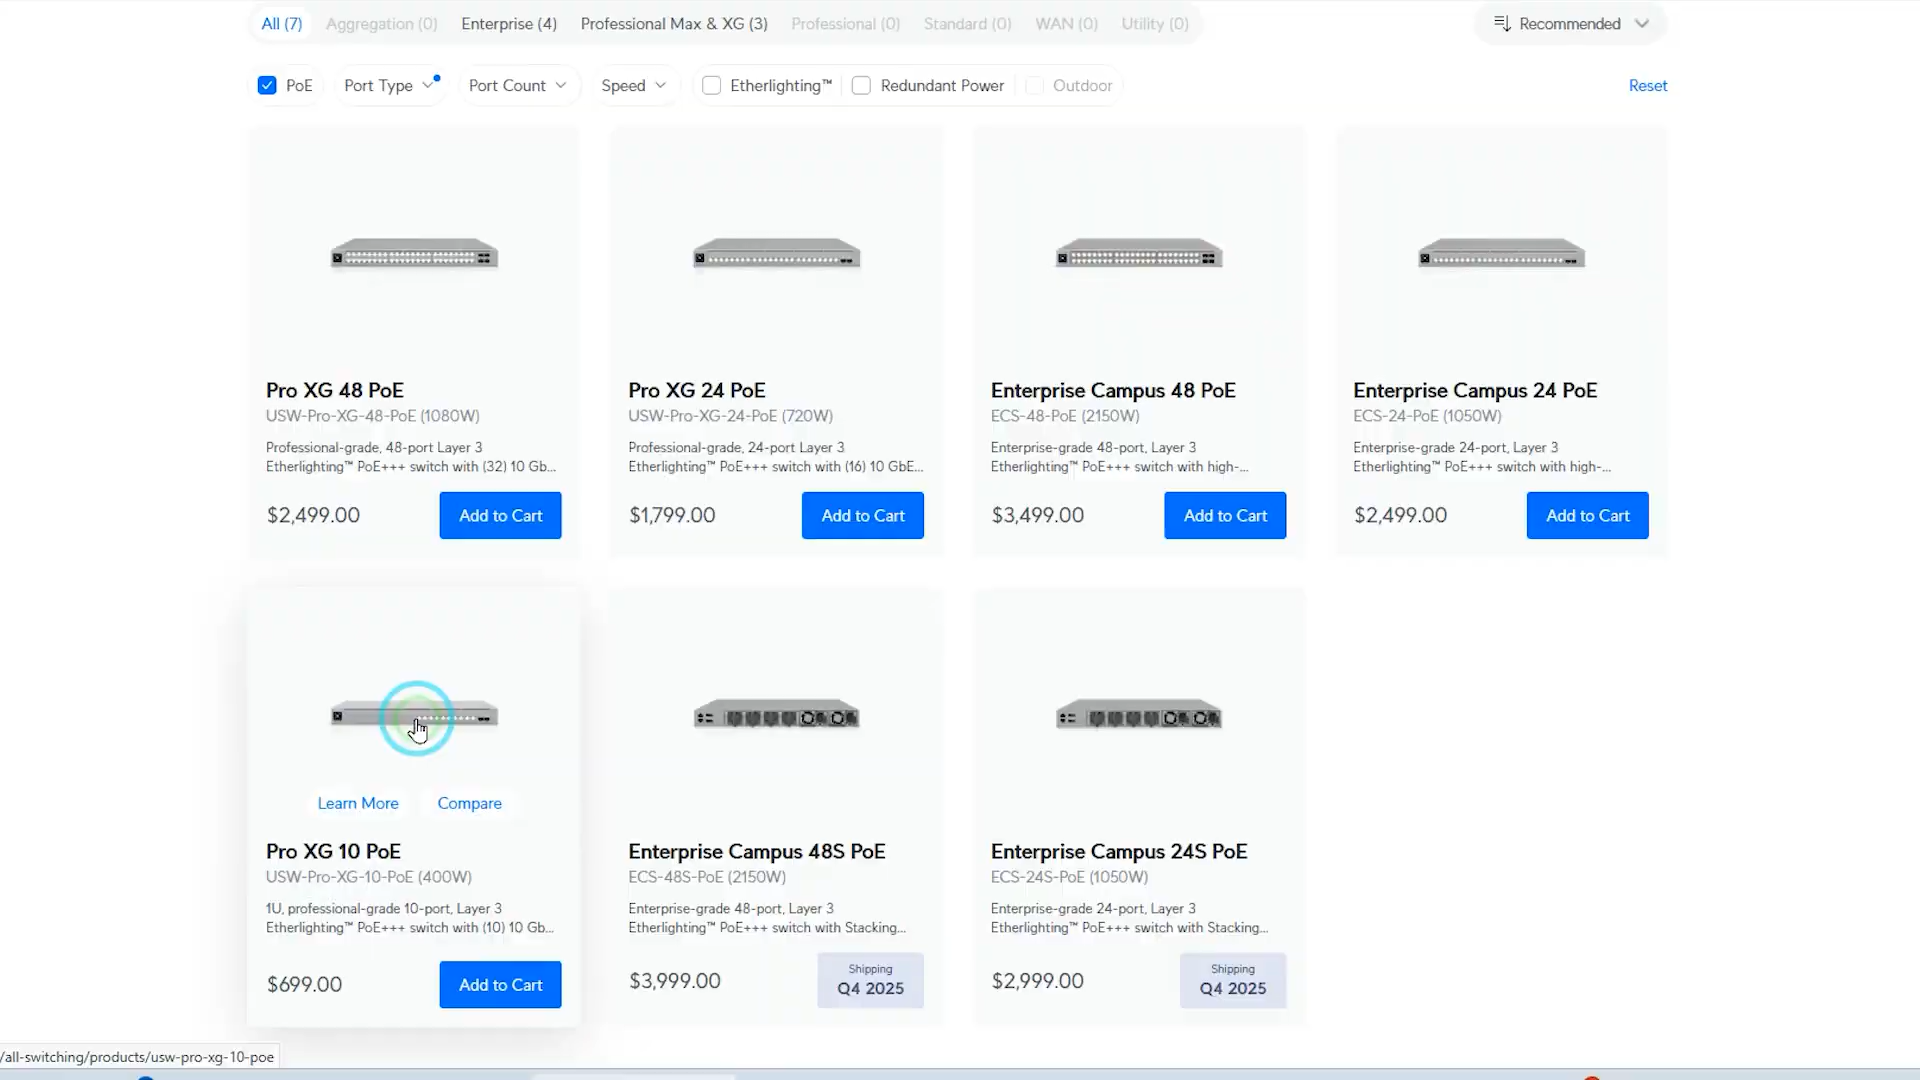 All (7) Aggregation (0) Enterprise (4) Professional Max & XG (3) Professional (0) Standard (0) WAN (0) Utility (0) Recommended
PoE Port Type Port Count Speed Etherlighting™ Redundant Power Outdoor Reset
Pro XG 48 PoE
USW-Pro-XG-48-PoE (1080W)
Professional-grade, 48-port Layer 3
Etherlighting™ PoE+++ switch with (32) 10 Gb...
$2,499.00 Add to Cart
Pro XG 24 PoE
USW-Pro-XG-24-PoE (720W)
Professional-grade, 24-port Layer 3
Etherlighting™ PoE+++ switch with (16) 10 GbE...
$1,799.00 Add to Cart
Enterprise Campus 48 PoE
ECS-48-PoE (2150W)
Enterprise-grade 48-port, Layer 3
Etherlighting™ PoE+++ switch with high-...
$3,499.00 Add to Cart
Enterprise Campus 24 PoE
ECS-24-PoE (1050W)
Enterprise-grade 24-port, Layer 3
Etherlighting™ PoE+++ switch with high-...
$2,499.00 Add to Cart
Learn More Compare
Pro XG 10 PoE
USW-Pro-XG-10-PoE (400W)
1U, professional-grade 10-port, Layer 3
Etherlighting™ PoE+++ switch with (10) 10 Gb...
$699.00 Add to Cart
Enterprise Campus 48S PoE
ECS-48S-PoE (2150W)
Enterprise-grade 48-port, Layer 3
Etherlighting™ PoE+++ switch with Stacking...
$3,999.00
Shipping
Q4 2025
Enterprise Campus 24S PoE
ECS-24S-PoE (1050W)
Enterprise-grade 24-port, Layer 3
Etherlighting™ PoE+++ switch with Stacking...
$2,999.00
Shipping
Q4 2025
/all-switching/products/usw-pro-xg-10-poe